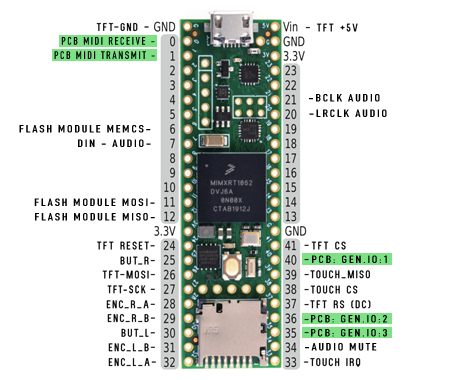 TFT-GND - GND
PCB MIDI RECEIVE - 0
PCB MIDI TRANSMIT - 1
2
3
4
5
FLASH MODULE MEMCS- 6
DIN - AUDIO- 7
8
9
10
FLASH MODULE MOSI- 11
FLASH MODULE MISO- 12
3.3V
TFT RESET- 24
BUT_R- 25
TFT-MOSI- 26
TFT-SCK - 27
ENC_R_A- 28
ENC_R_B- 29
BUT_L- 30
ENC_L_B- 31
ENC_L_A- 32
MIMXRT1062
DVJ6A
0N00X
CTAB1912J
Vin - TFT +5V
GND
3.3V
23
22
21 -BCLK AUDIO
20 -LRCLK AUDIO
19
18
17
16
15
14
13
GND
41 -TFT CS
40 -PCB: GEN.IO:1
39 -TOUCH_MISO
38 -TOUCH CS
37 -TFT RS (DC)
36 -PCB: GEN.IO:2
35 -PCB: GEN.IO:3
34 -AUDIO MUTE
33 -TOUCH IRQ